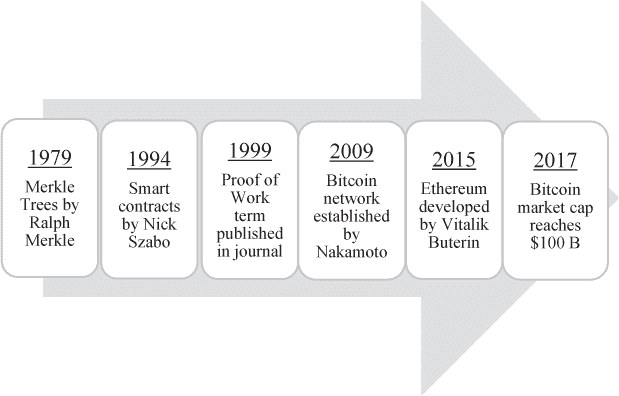 1979
Merkle
Trees by
Ralph
Merkle
1994
Smart
contracts
by Nick
Szabo
1999
Proof of
Work
term
published
in journal
2009
Bitcoin
network
established
by
Nakamoto
2015
Ethereum
developed
by Vitalik
Buterin
2017
Bitcoin
market cap
reaches
$100 B